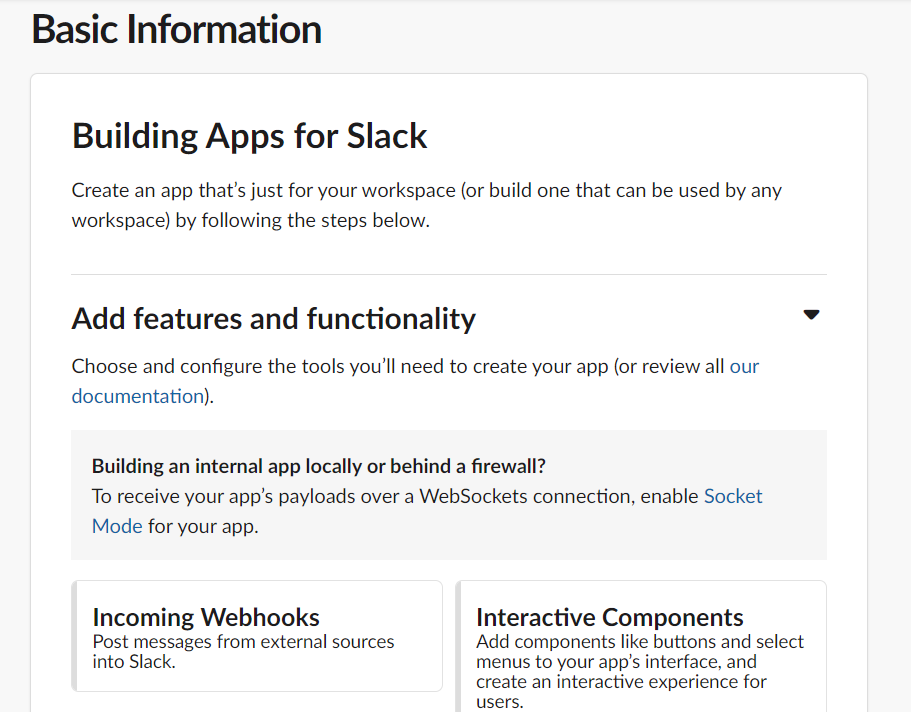 Basic Information
Building Apps for Slack
Create an app that’s just for your workspace (or build one that can be used by any
workspace) by following the steps below.
Add features and functionality
Choose and configure the tools you’ll need to create your app (or review all our
documentation).
Building an internal app locally or behind a firewall?
To receive your app’s payloads over a WebSockets connection, enable Socket
Mode for your app.
Incoming Webhooks
Post messages from external sources
into Slack.
Interactive Components
Add components like buttons and select
menus to your app’s interface, and
create an interactive experience for
users.